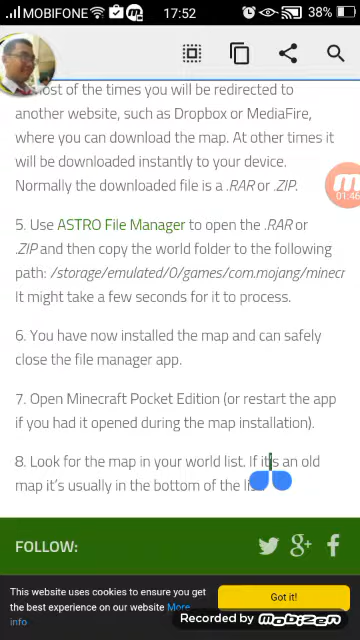 MOBIFONE
17:52
38%
ost of the times you will be redirected to
another website, such as Dropbox or MediaFire,
where you can download the map. At other times it
will be downloaded instantly to your device.
Normally the downloaded file is a .RAR or .ZIP.
01:46
5. Use ASTRO File Manager to open the .RAR or
.ZIP and then copy the world folder to the following
path: /storage/emulated/0/games/com.mojang/minecr
It might take a few seconds for it to process.
6. You have now installed the map and can safely
close the file manager app.
7. Open Minecraft Pocket Edition (or restart the app
if you had it opened during the map installation).
8. Look for the map in your world list. If it's an old
map it's usually in the bottom of the
FOLLOW:
This website uses cookies to ensure you get
the best experience on our website More
info
Got it!
Recorded by MOBIZEN